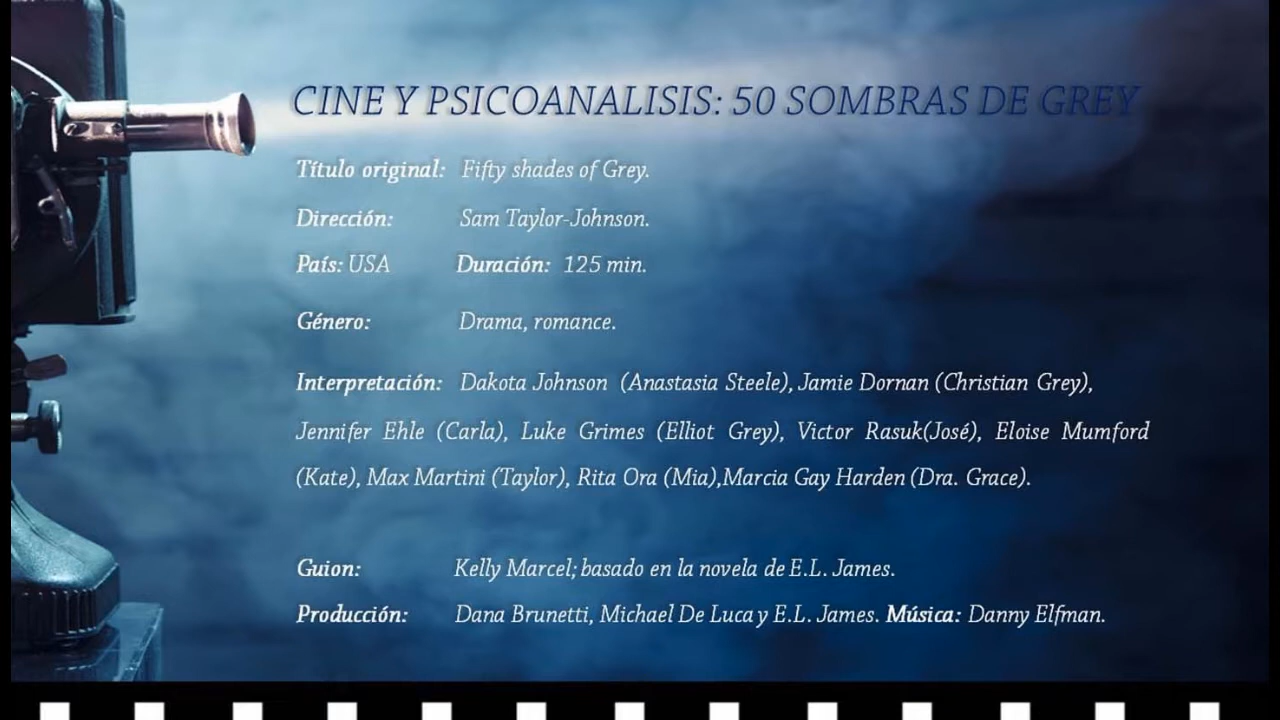 CINE Y PSICOANALISIS: 50 SOMBRAS DE GREY
Título original: Fifty shades of Grey.
Dirección: Sam Taylor-Johnson.
País: USA Duración: 125 min.
Género: Drama, romance.
Interpretación: Dakota Johnson (Anastasia Steele), Jamie Dornan (Christian Grey),
Jennifer Ehle (Carla), Luke Grimes (Elliot Grey), Victor Rasuk(José), Eloise Mumford
(Kate), Max Martini (Taylor), Rita Ora (Mia),Marcia Gay Harden (Dra. Grace).
Guion: Kelly Marcel; basado en la novela de E.L. James.
Producción: Dana Brunetti, Michael De Luca y E.L. James. Música: Danny Elfman.